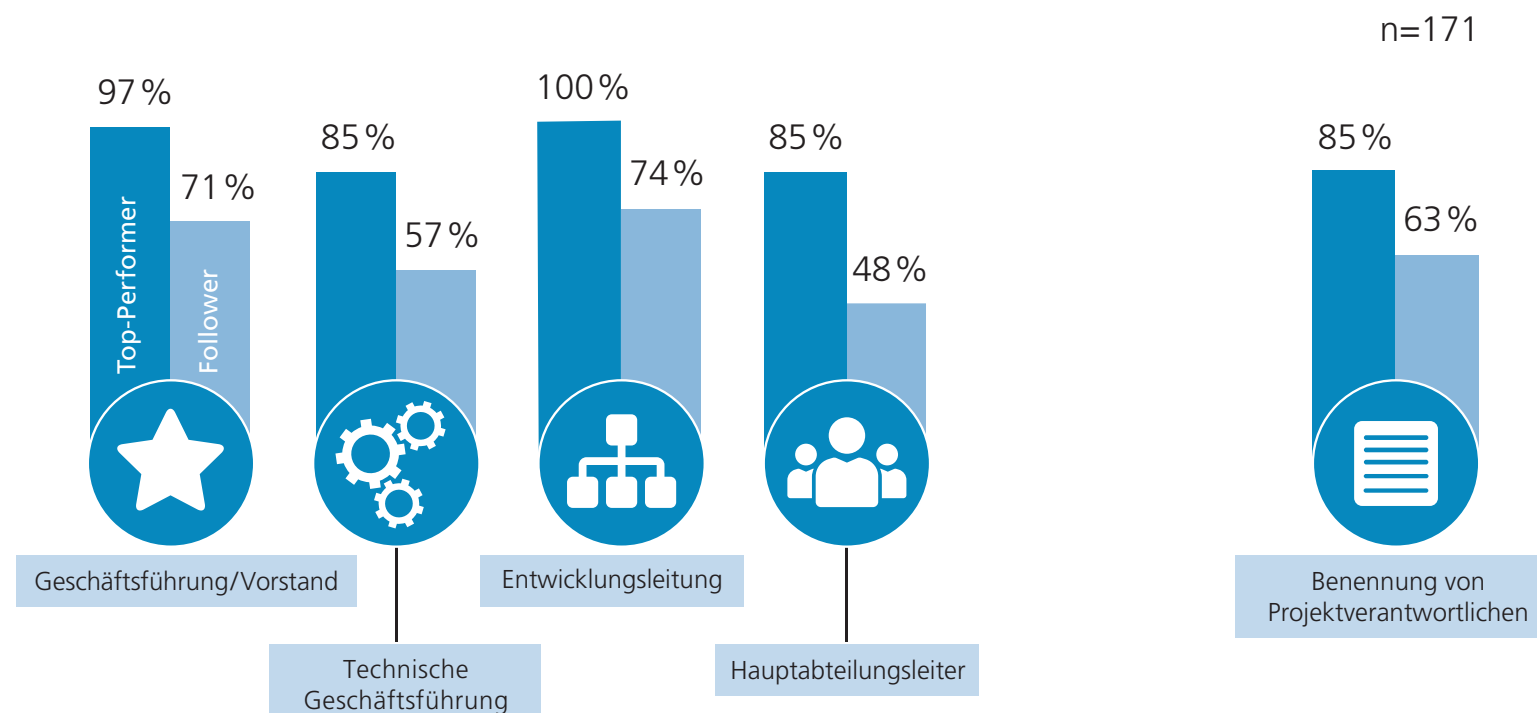 n=171
97 %
71 %
Top-Performer
Follower
Geschäftsführung/Vorstand
85 %
57 %
Technische
Geschäftsführung
100 %
74 %
Entwicklungsleitung
85 %
48 %
Hauptabteilungsleiter
85 %
63 %
Benennung von
Projektverantwortlichen